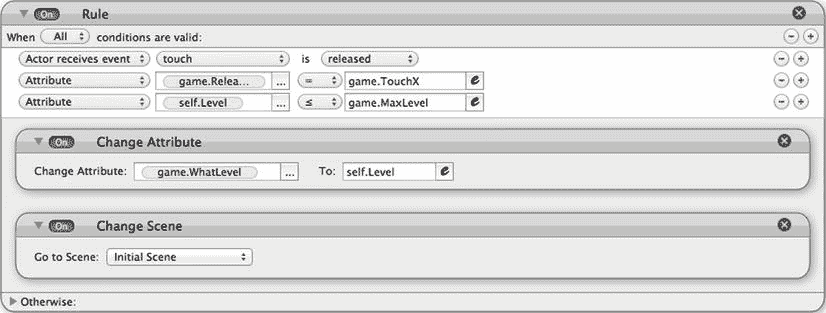 On Rule
When All conditions are valid:
Actor receives event touch is released
Attribute game.Relea... ... = game.TouchX e
Attribute self.Level ... ≤ game.MaxLevel e
On Change Attribute
Change Attribute: game.WhatLevel ... To: self.Level e
On Change Scene
Go to Scene: Initial Scene
Otherwise: